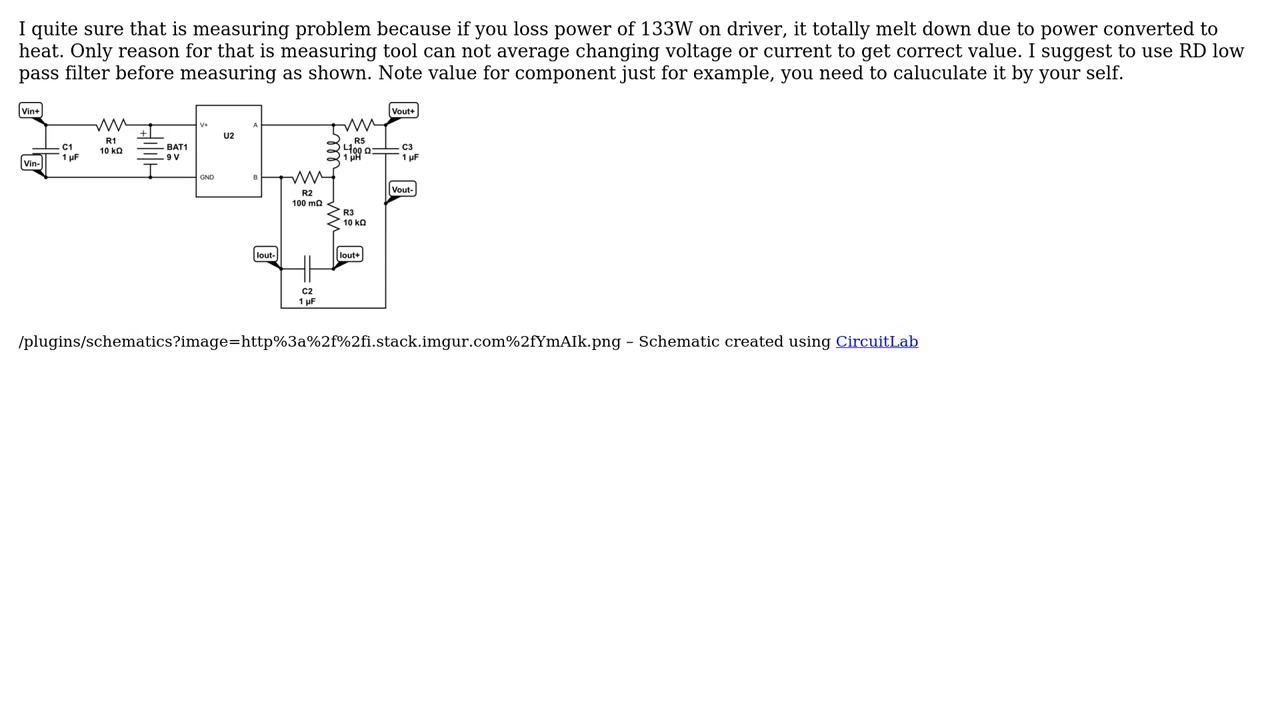 I quite sure that is measuring problem because if you loss power of 133W on driver, it totally melt down due to power converted to
heat. Only reason for that is measuring tool can not average changing voltage or current to get correct value. I suggest to use RD low
pass filter before measuring as shown. Note value for component just for example, you need to caluculate it by your self.
Vin+
Vout+
V+
A
U2
R1
10 kΩ
+
C1
1 µF
BAT1
9 V
R5
100 Ω
L1
1 µH
C3
1 µF
Vin-
GND
B
Vout-
R2
100 mΩ
R3
10 kΩ
Iout-
Iout+
C2
1 µF
/plugins/schematics?image=http%3a%2f%2fi.stack.imgur.com%2fYmAIk.png – Schematic created using CircuitLab